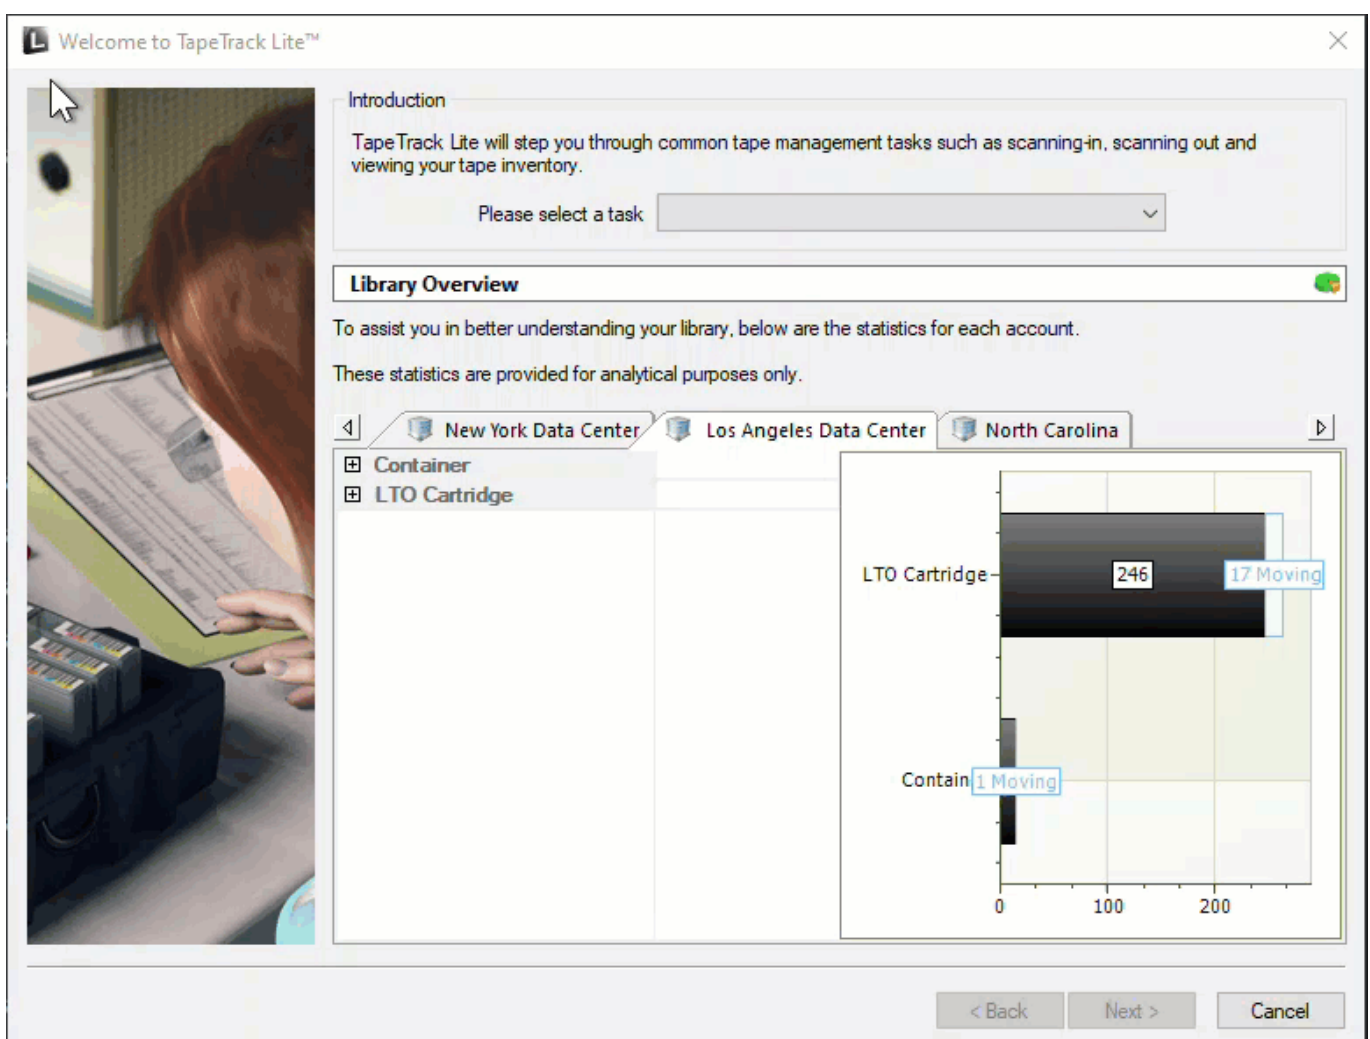 Welcome to TapeTrack Lite™
Introduction
TapeTrack Lite will step you through common tape management tasks such as scanning-in, scanning out and
viewing your tape inventory.
Please select a task
Library Overview
To assist you in better understanding your library, below are the statistics for each account.
These statistics are provided for analytical purposes only.
New York Data Center
Los Angeles Data Center
North Carolina
Container
LTO Cartridge
LTO Cartridge
246
17 Moving
Contain
1 Moving
0
100
200
< Back
Next >
Cancel